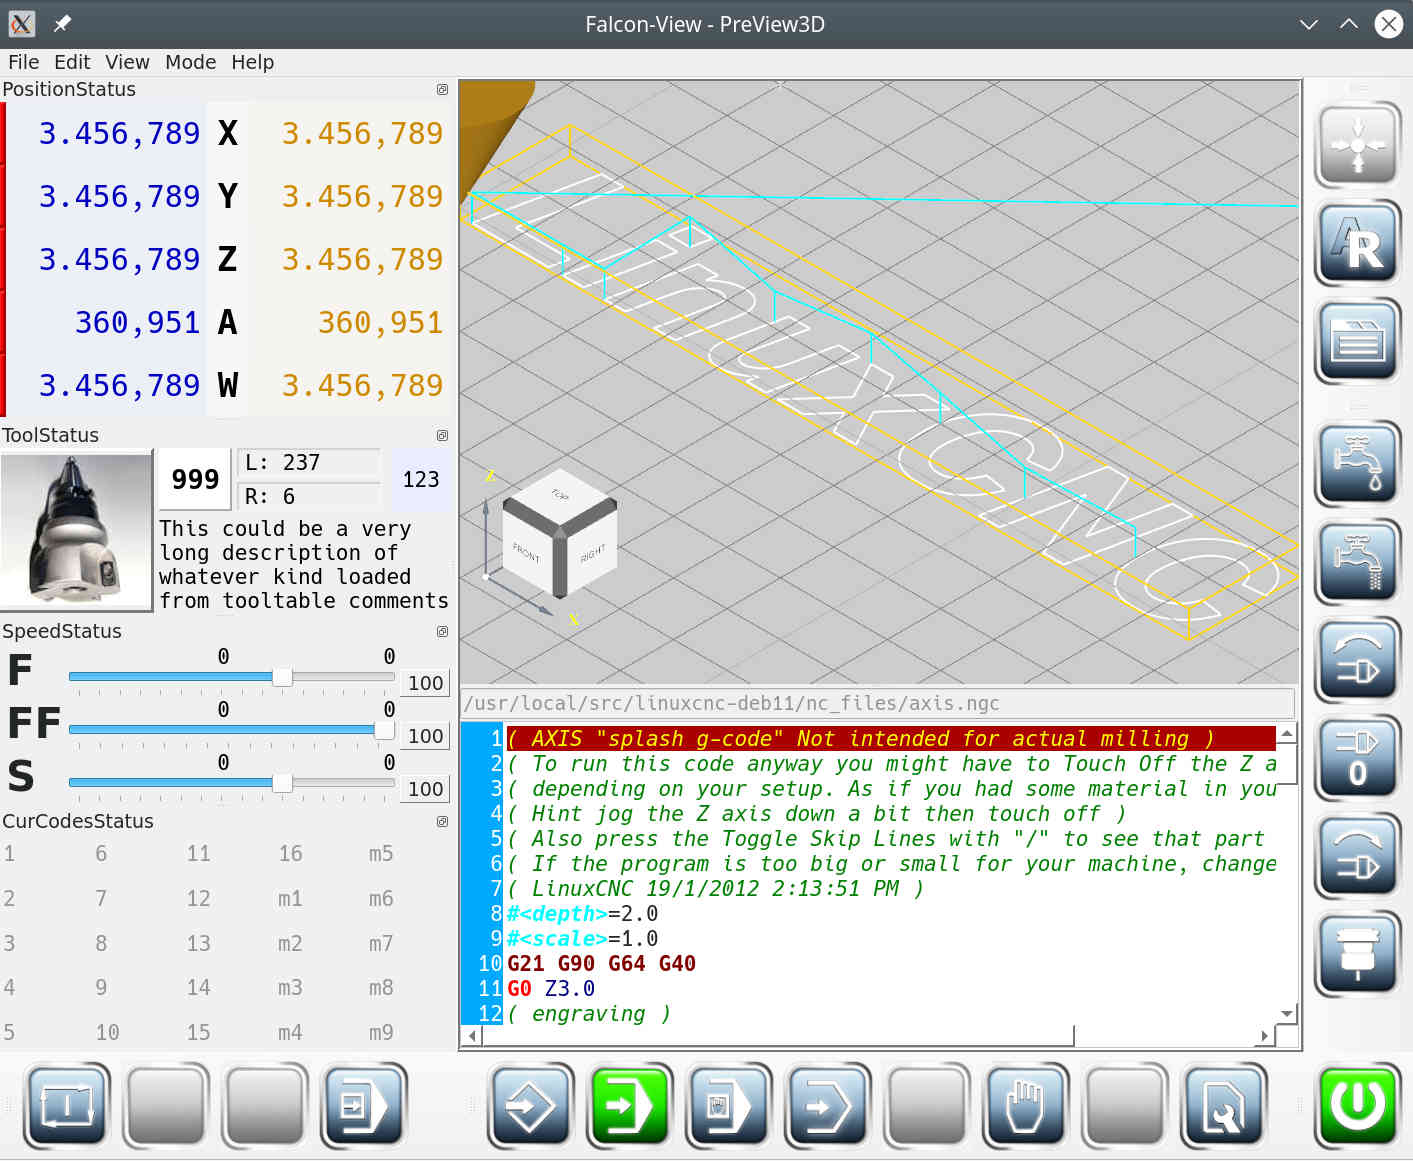 Falcon-View - PreView3D
File Edit View Mode Help
PositionStatus
3.456,789 X 3.456,789
3.456,789 Y 3.456,789
3.456,789 Z 3.456,789
360,951 A 360,951
3.456,789 W 3.456,789
ToolStatus
999
L: 237
R: 6
123
This could be a very
long description of
whatever kind loaded
from tooltable comments
SpeedStatus
F 0 0 100
FF 0 0 100
S 0 0 100
CurCodesStatus
1 6 11 16 m5
2 7 12 m1 m6
3 8 13 m2 m7
4 9 14 m3 m8
5 10 15 m4 m9
LinuxCNC
Z
TOP
FRONT
RIGHT
X
/usr/local/src/linuxcnc-deb11/nc_files/axis.ngc
1 ( AXIS "splash g-code" Not intended for actual milling )
2 ( To run this code anyway you might have to Touch Off the Z a
3 ( depending on your setup. As if you had some material in you
4 ( Hint jog the Z axis down a bit then touch off )
5 ( Also press the Toggle Skip Lines with "/" to see that part
6 ( If the program is too big or small for your machine, change
7 ( LinuxCNC 19/1/2012 2:13:51 PM )
8 #<depth>=2.0
9 #<scale>=1.0
10 G21 G90 G64 G40
11 G0 Z3.0
12 ( engraving )
A
R
0
I